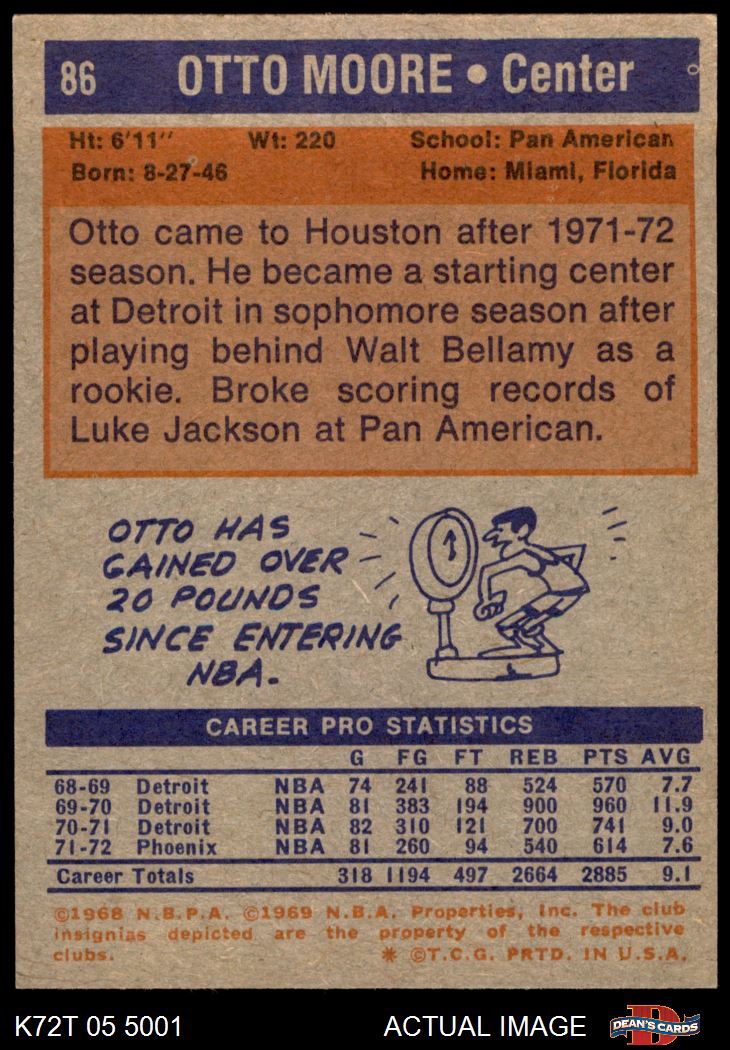 86 OTTO MOORE • Center
Ht: 6'11" Wt: 220 School: Pan American
Born: 8-27-46 Home: Miami, Florida
Otto came to Houston after 1971-72
season. He became a starting center
at Detroit in sophomore season after
playing behind Walt Bellamy as a
rookie. Broke scoring records of
Luke Jackson at Pan American.
OTTO HAS
GAINED OVER
20 POUNDS
SINCE ENTERING
NBA.
CAREER PRO STATISTICS
G FG FT REB PTS AVG
68-69 Detroit NBA 74 241 88 524 570 7.7
69-70 Detroit NBA 81 383 194 900 960 11.9
70-71 Detroit NBA 82 310 121 700 741 9.0
71-72 Phoenix NBA 81 260 94 540 614 7.6
Career Totals 318 1194 497 2664 2885 9.1
©1968 N.B.P.A. ©1969 N.B.A. Properties, Inc. The club
insignias depicted are the property of the respective
clubs. * ©T.C.G. PRTD. IN U.S.A.
K72T 05 5001 ACTUAL IMAGE DEAN'S CARDS